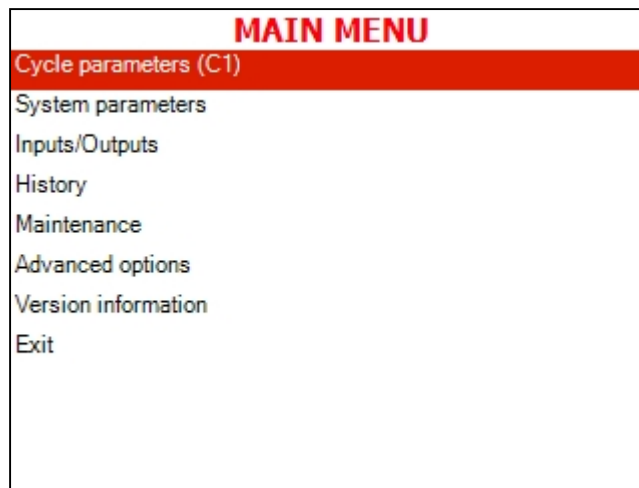 MAIN MENU
Cycle parameters (C1)
System parameters
Inputs/Outputs
History
Maintenance
Advanced options
Version information
Exit